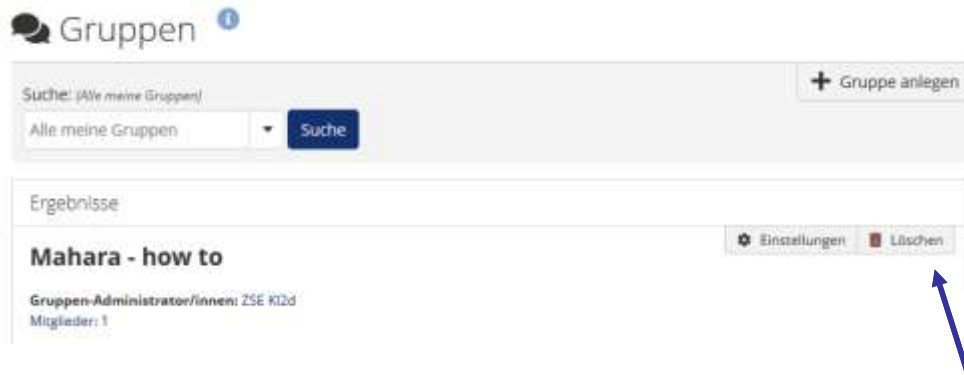 Gruppen
Gruppe anlegen
Suche: (Alle meine Gruppen)
Alle meine Gruppen Suche
Ergebnisse
Einstellungen Löschen
Mahara - how to
Gruppen-Administrator/innen: ZSE KI2d
Mitglieder: 1